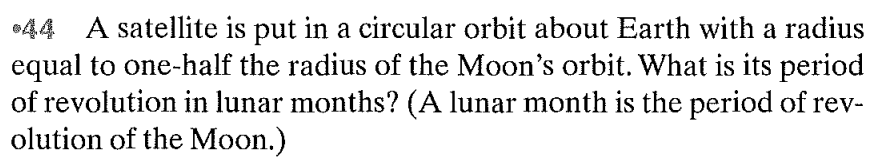 •44 A satellite is put in a circular orbit about Earth with a radius
equal to one-half the radius of the Moon's orbit. What is its period
of revolution in lunar months? (A lunar month is the period of rev-
olution of the Moon.)